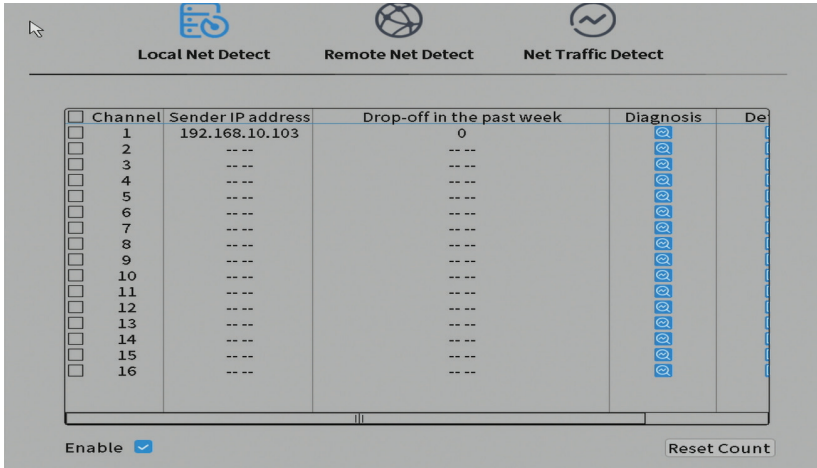 Local Net Detect Remote Net Detect Net Traffic Detect
Channel Sender IP address Drop-off in the past week Diagnosis De
1 192.168.10.103 0
2 -- -- -- --
3 -- -- -- --
4 -- -- -- --
5 -- -- -- --
6 -- -- -- --
7 -- -- -- --
8 -- -- -- --
9 -- -- -- --
10 -- -- -- --
11 -- -- -- --
12 -- -- -- --
13 -- -- -- --
14 -- -- -- --
15 -- -- -- --
16 -- -- -- --
Enable Reset Count